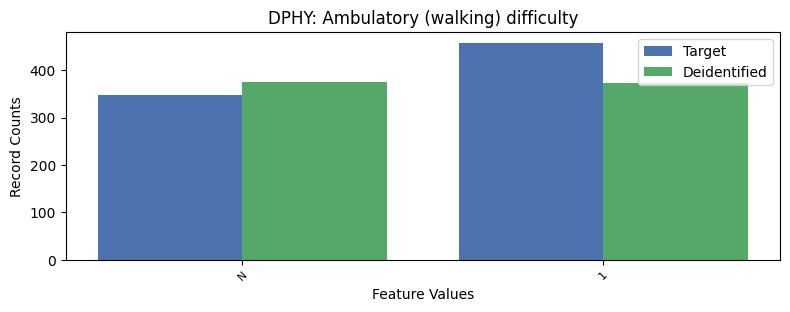 DPHY: Ambulatory (walking) difficulty
Target
Deidentified
Record Counts
400
300
200
100
0
N
1
Feature Values